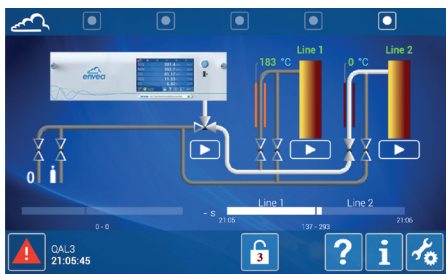 Line 1
Line 2
183 °C
0 °C
envea
envea
0
Line 1
Line 2
- s
21:05
21:06
0 - 0
137 - 293
QAL3
21:05:45
3
?
i